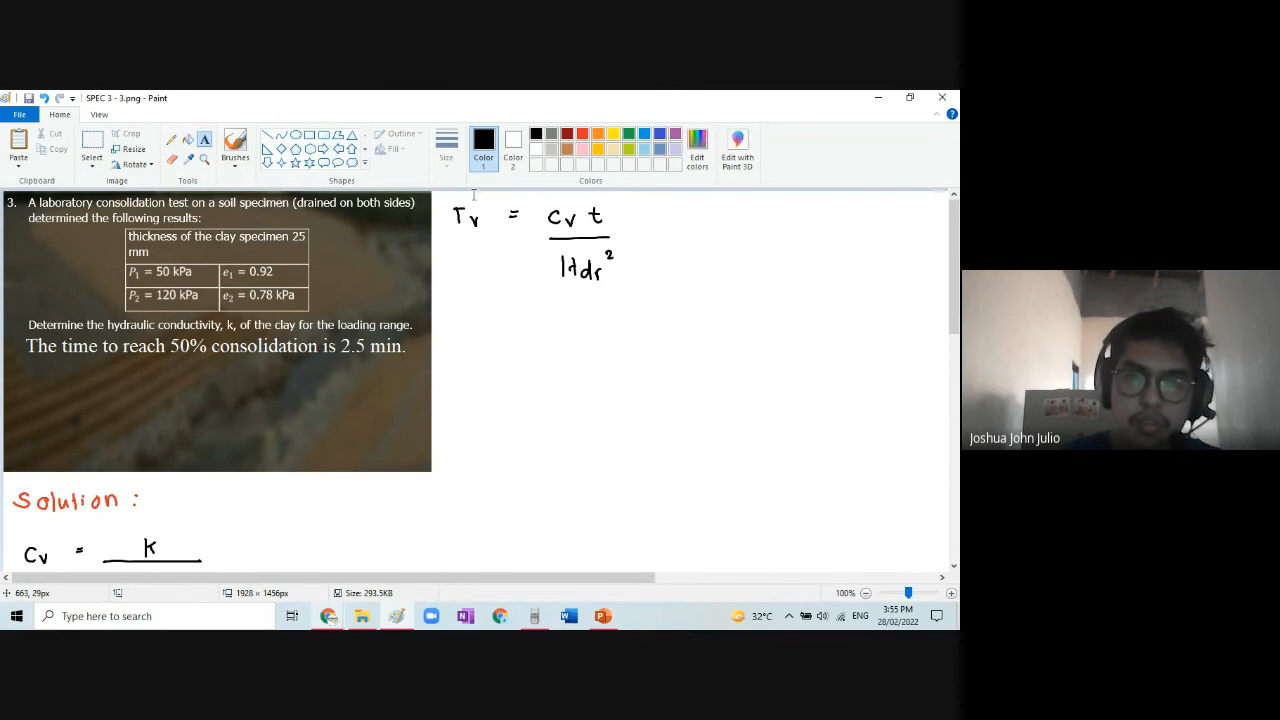 SPEC 3 - 3.png - Paint
File Home View
Paste
Cut
Copy
Clipboard
Select
Crop
Resize
Rotate
Image
A
Tools
Brushes
Outline
Fill
Shapes
Size
Color 1
Color 2
Edit colors
Colors
Edit with Paint 3D
3. A laboratory consolidation test on a soil specimen (drained on both sides)
determined the following results:
thickness of the clay specimen 25
mm
P1 = 50 kPa e1 = 0.92
P2 = 120 kPa e2 = 0.78 kPa
Determine the hydraulic conductivity, k, of the clay for the loading range.
The time to reach 50% consolidation is 2.5 min.
Tv = cv t
Hdr²
Solution :
Cv = k
Joshua John Julio
663, 29px
1928 × 1456px
Size: 293.5KB
100%
Type here to search
32°C
ENG
3:55 PM
28/02/2022